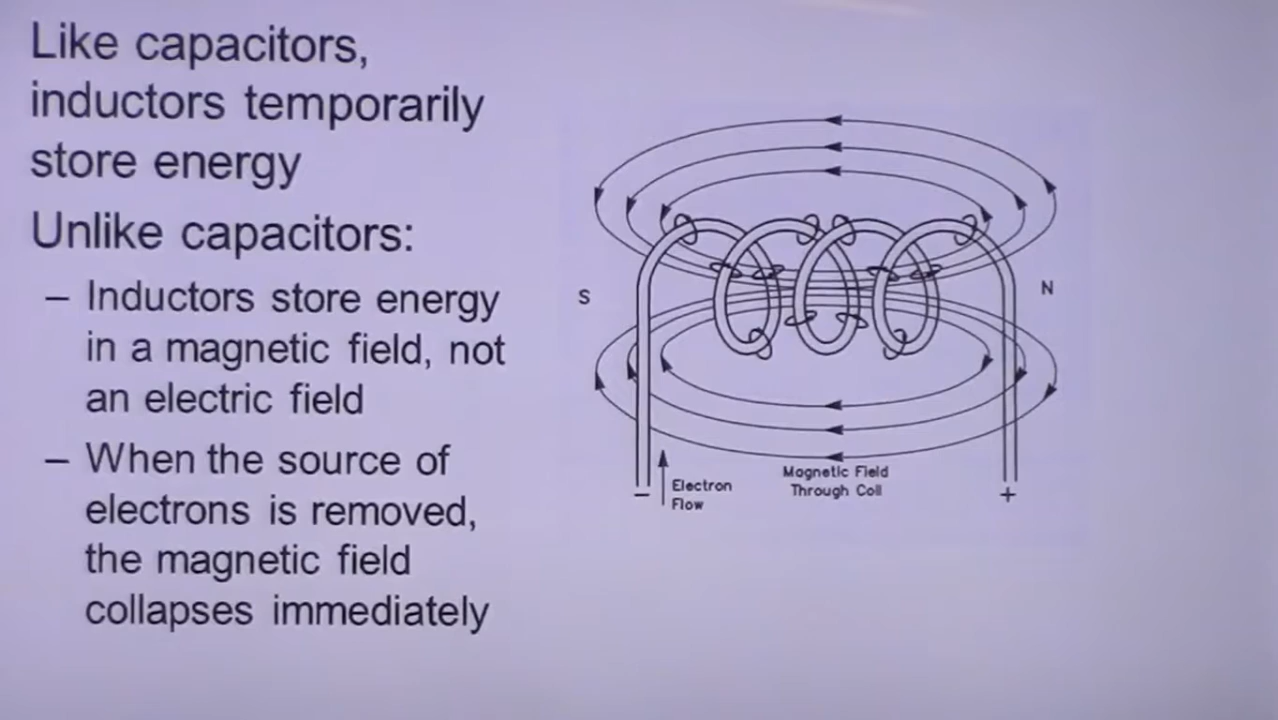 Like capacitors,
inductors temporarily
store energy
Unlike capacitors:
– Inductors store energy
in a magnetic field, not
an electric field
– When the source of
electrons is removed,
the magnetic field
collapses immediately
S
N
Electron
Flow
Magnetic Field
Through Coil
–
+